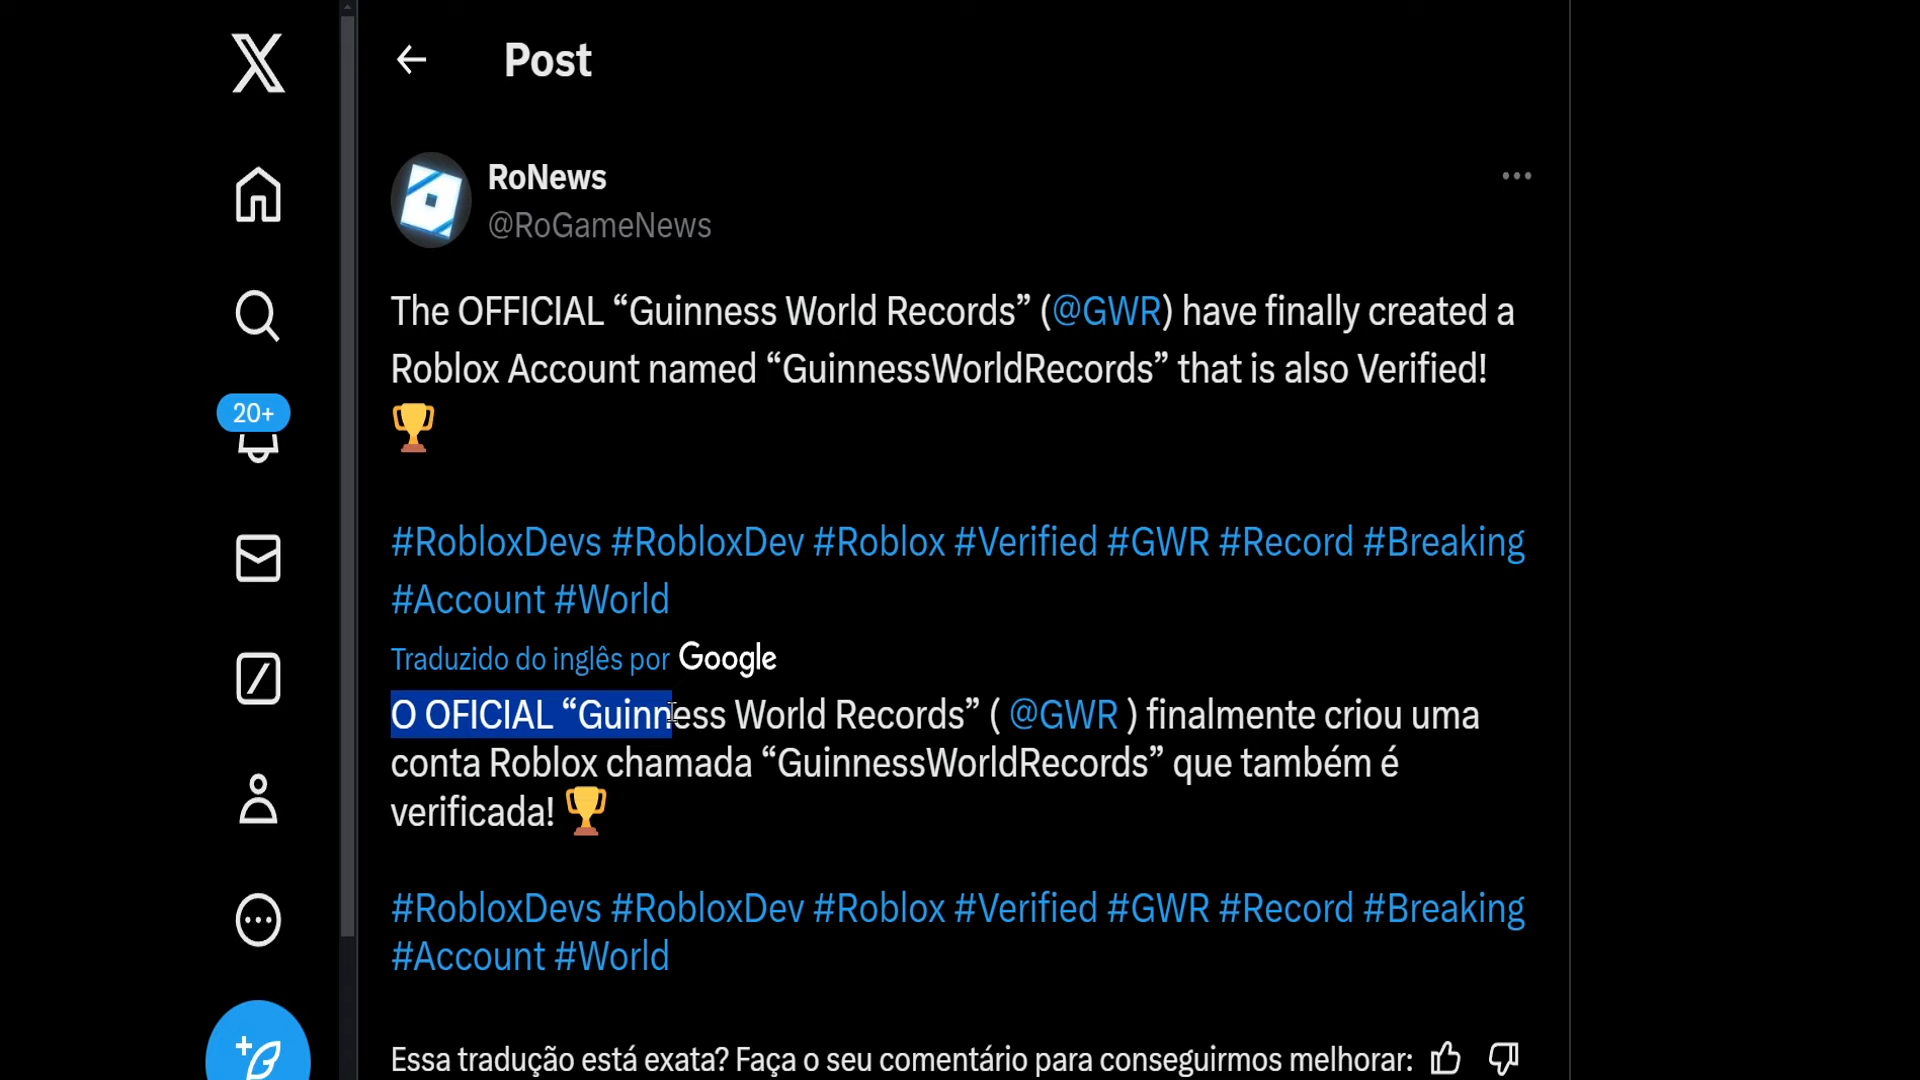 Post
RoNews
@RoGameNews
The OFFICIAL “Guinness World Records” (@GWR) have finally created a
Roblox Account named “GuinnessWorldRecords” that is also Verified!
🏆
20+
#RobloxDevs #RobloxDev #Roblox #Verified #GWR #Record #Breaking
#Account #World
Traduzido do inglês por Google
O OFICIAL “Guinness World Records” ( @GWR ) finalmente criou uma
conta Roblox chamada “GuinnessWorldRecords” que também é
verificada! 🏆
#RobloxDevs #RobloxDev #Roblox #Verified #GWR #Record #Breaking
#Account #World
Essa tradução está exata? Faça o seu comentário para conseguirmos melhorar: